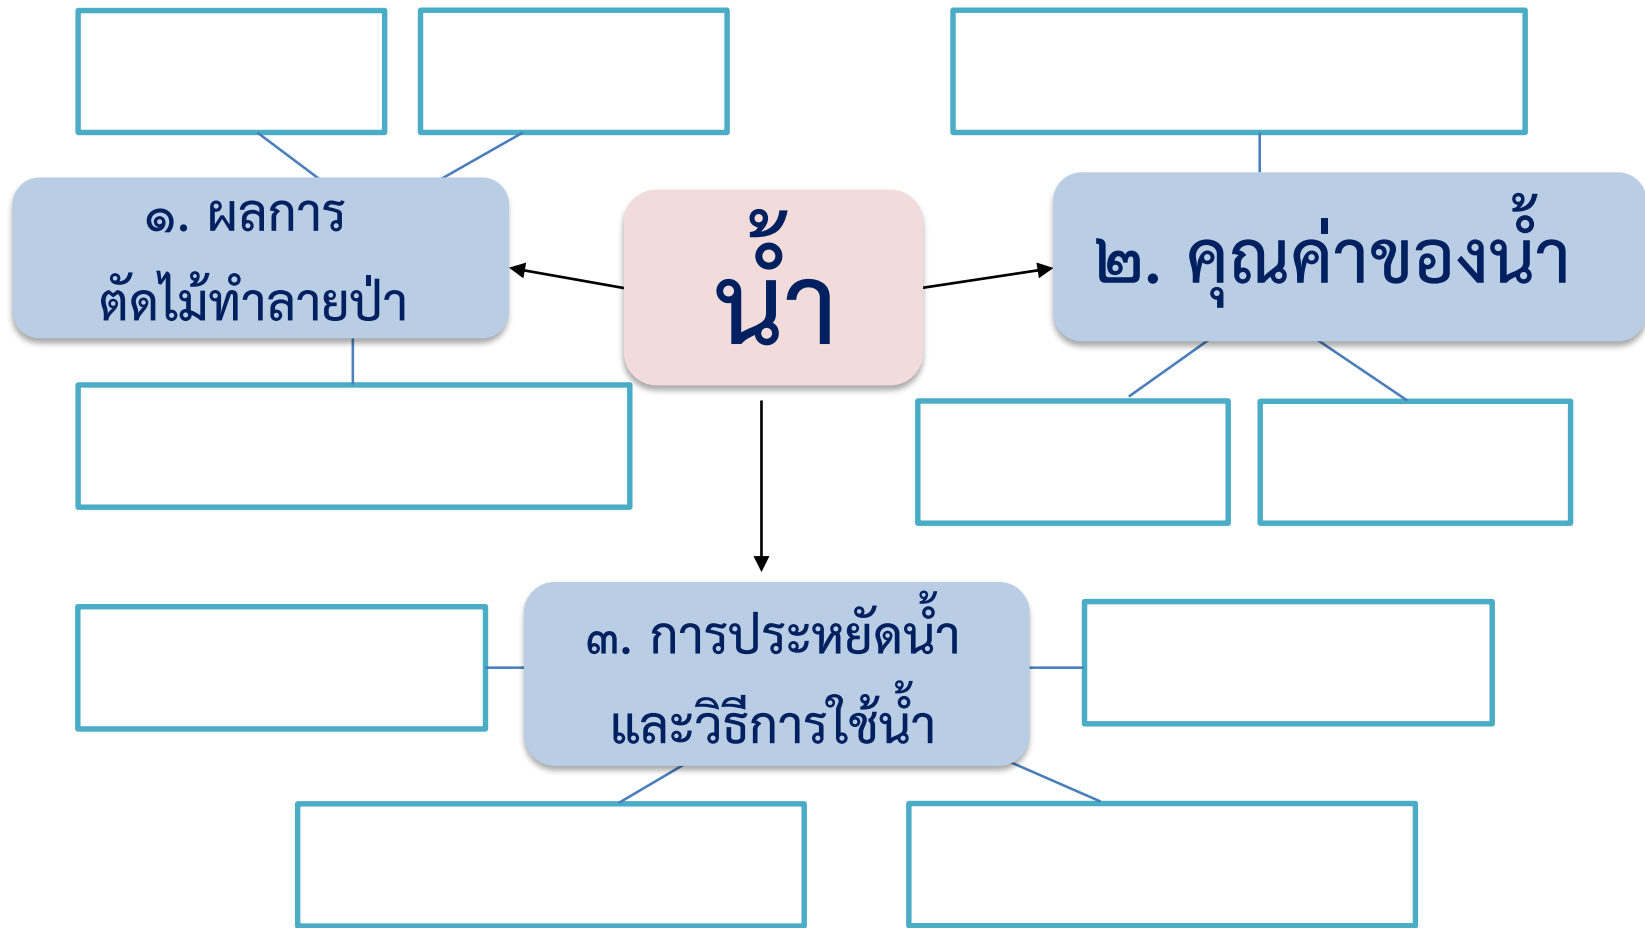 น้ำ
๑. ผลการ
ตัดไม้ทำลายป่า
๒. คุณค่าของน้ำ
๓. การประหยัดน้ำ
และวิธีการใช้น้ำ